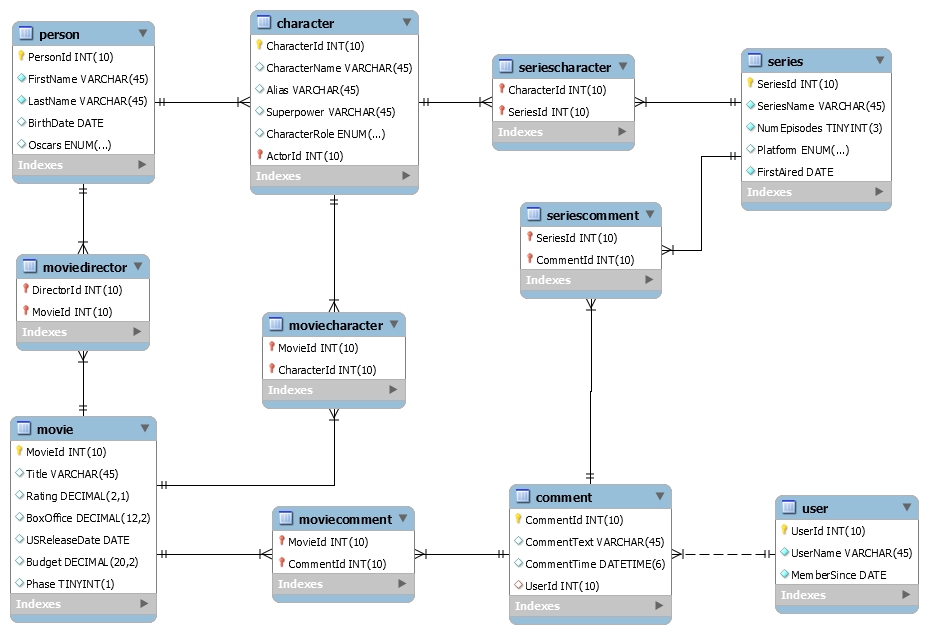 person
PersonId INT(10)
FirstName VARCHAR(45)
LastName VARCHAR(45)
BirthDate DATE
Oscars ENUM(...)
Indexes
character
CharacterId INT(10)
CharacterName VARCHAR(45)
Alias VARCHAR(45)
Superpower VARCHAR(45)
CharacterRole ENUM(...)
ActorId INT(10)
Indexes
seriescharacter
CharacterId INT(10)
SeriesId INT(10)
Indexes
series
SeriesId INT(10)
SeriesName VARCHAR(45)
NumEpisodes TINYINT(3)
Platform ENUM(...)
FirstAired DATE
Indexes
seriescomment
SeriesId INT(10)
CommentId INT(10)
Indexes
moviedirector
DirectorId INT(10)
MovieId INT(10)
Indexes
moviecharacter
MovieId INT(10)
CharacterId INT(10)
Indexes
movie
MovieId INT(10)
Title VARCHAR(45)
Rating DECIMAL(2,1)
BoxOffice DECIMAL(12,2)
USReleaseDate DATE
Budget DECIMAL(20,2)
Phase TINYINT(1)
Indexes
moviecomment
MovieId INT(10)
CommentId INT(10)
Indexes
comment
CommentId INT(10)
CommentText VARCHAR(45)
CommentTime DATETIME(6)
UserId INT(10)
Indexes
user
UserId INT(10)
UserName VARCHAR(45)
MemberSince DATE
Indexes